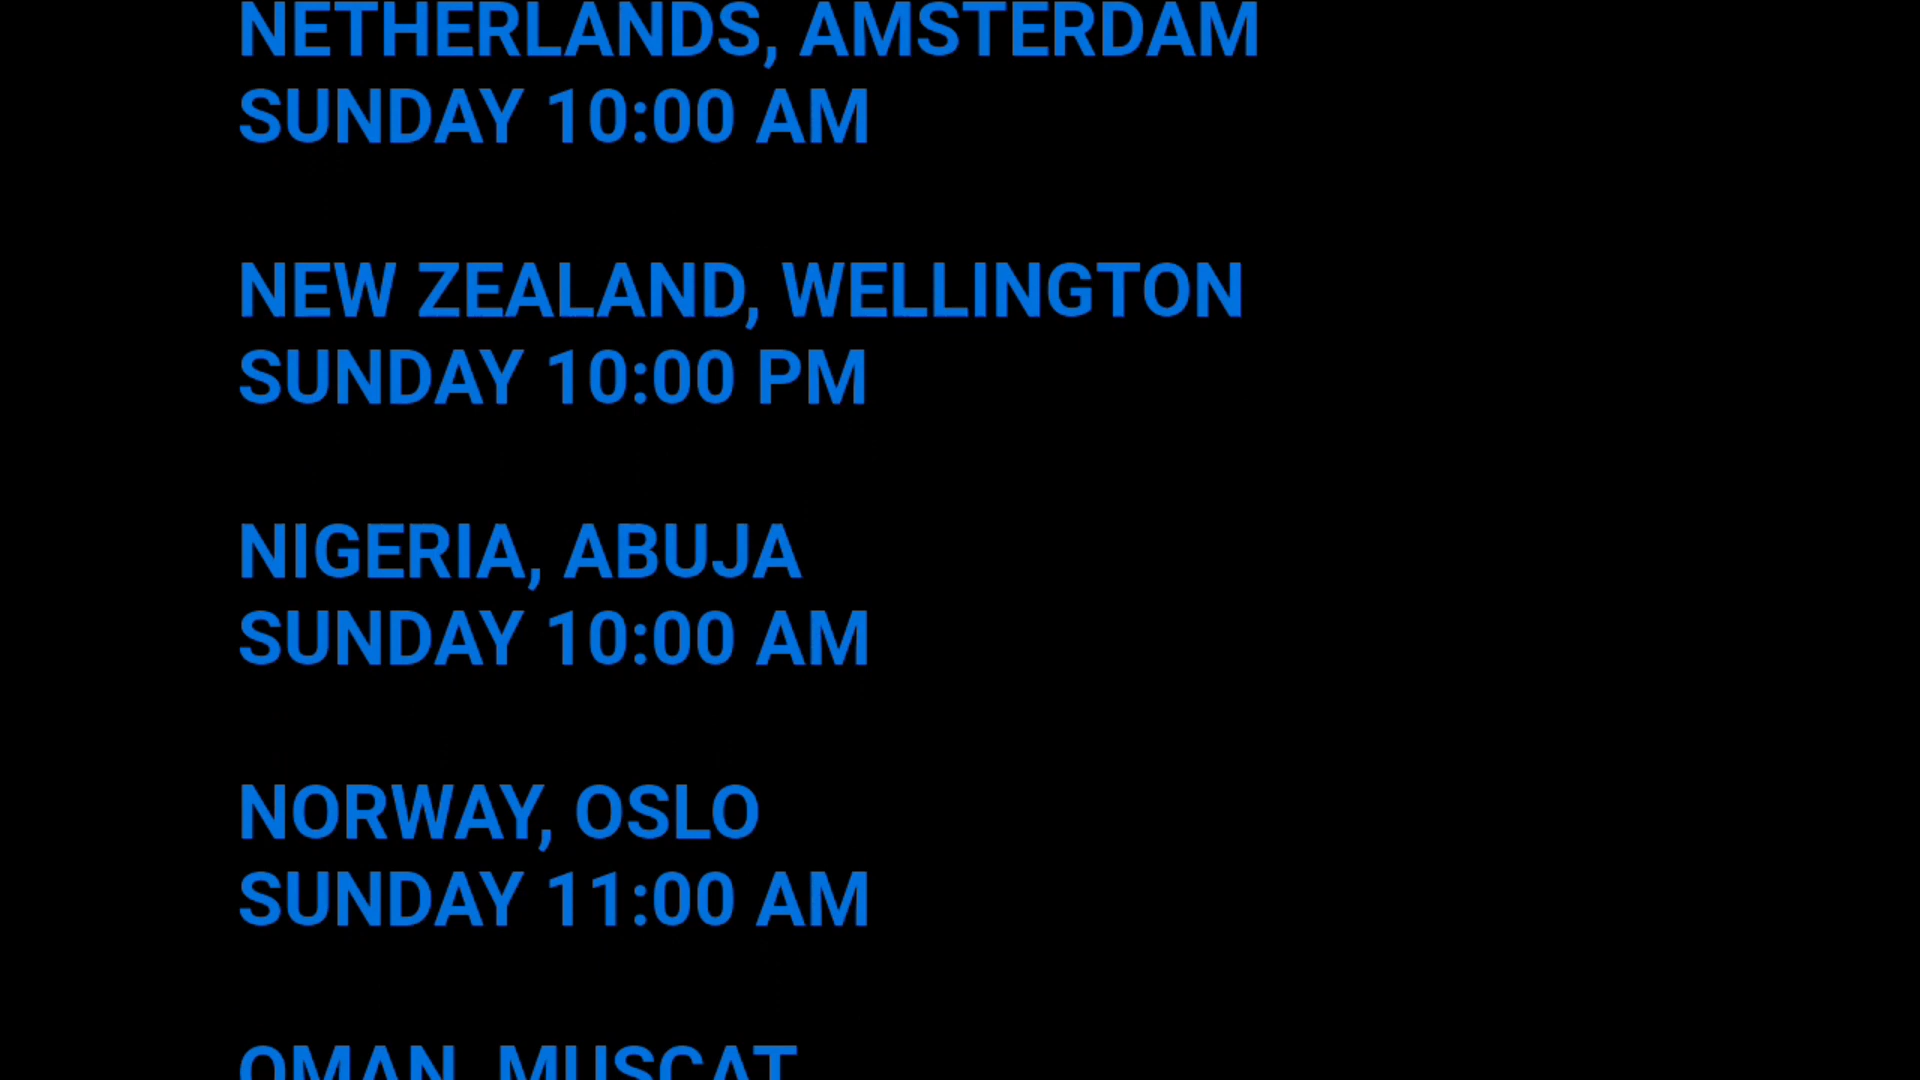 NETHERLANDS, AMSTERDAM
SUNDAY 10:00 AM
NEW ZEALAND, WELLINGTON
SUNDAY 10:00 PM
NIGERIA, ABUJA
SUNDAY 10:00 AM
NORWAY, OSLO
SUNDAY 11:00 AM
OMAN, MUSCAT